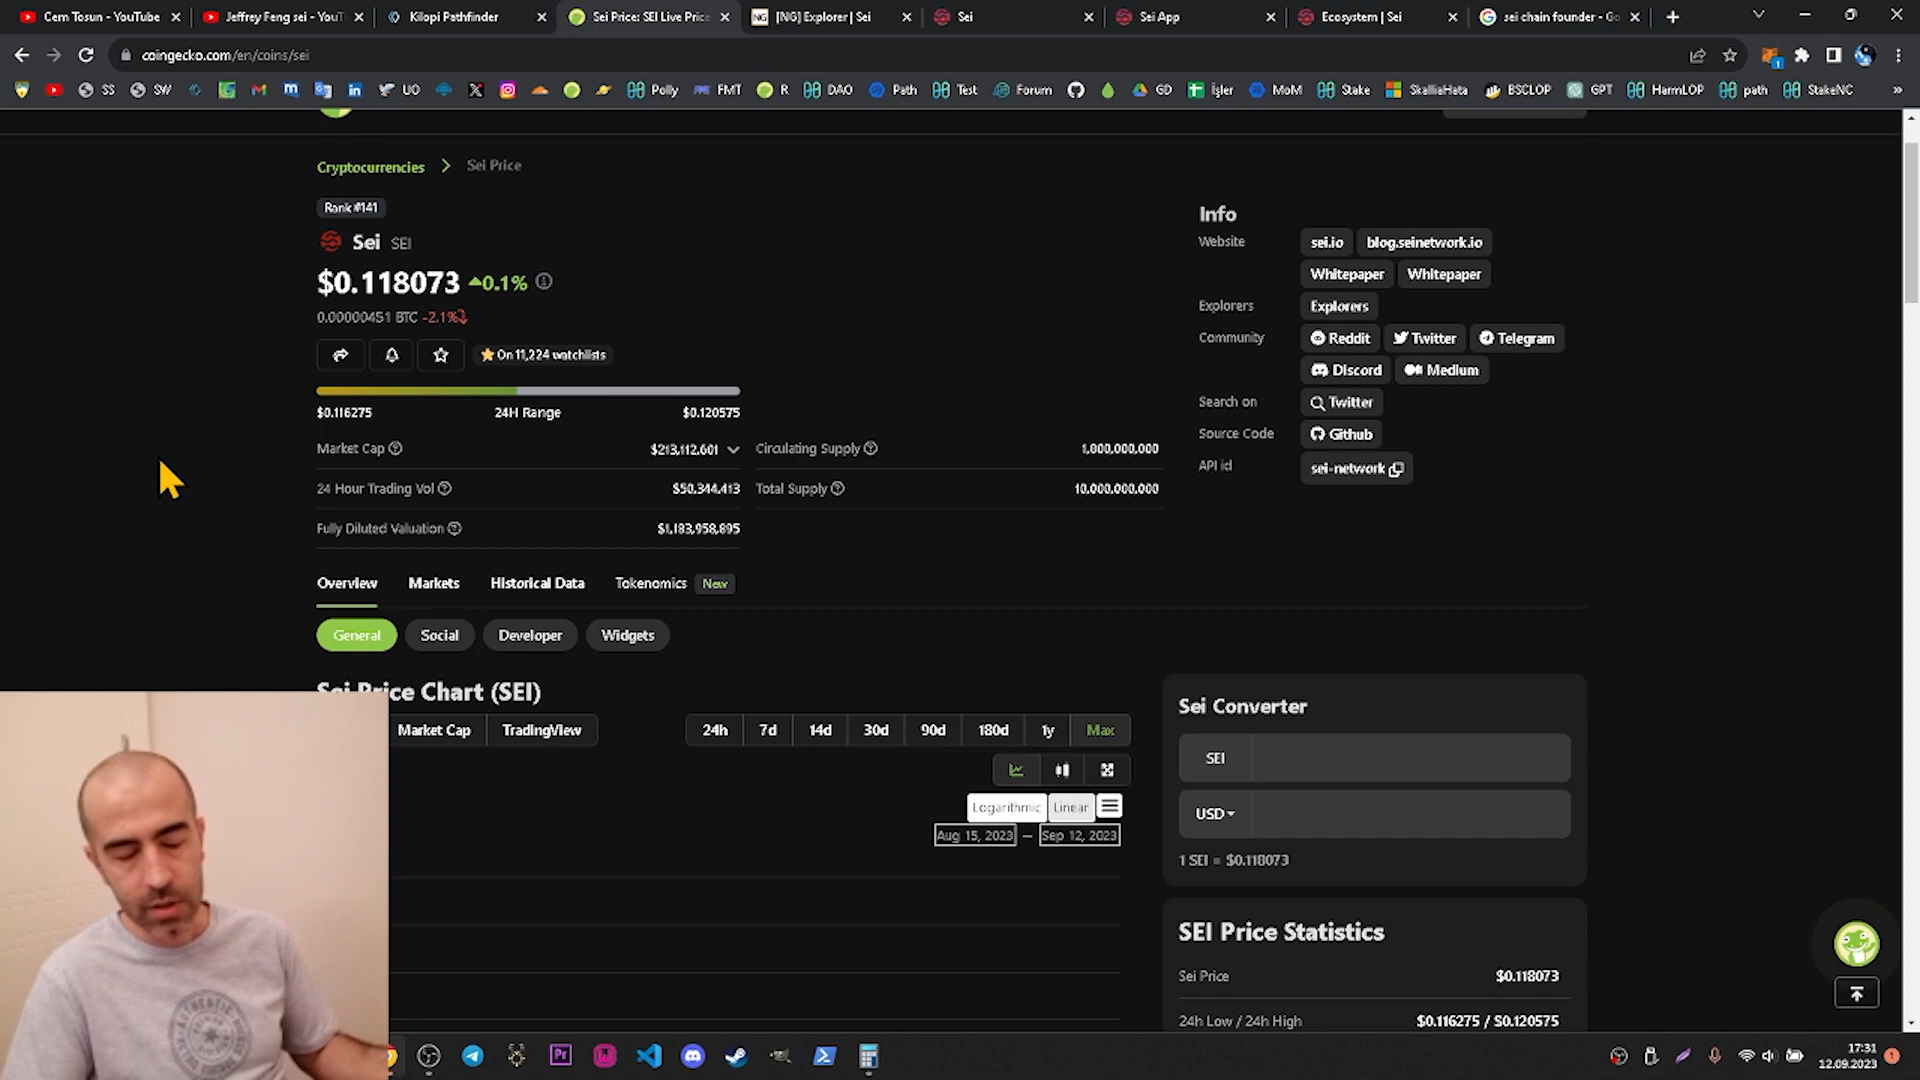 Cem Tosun - YouTube
Jeffrey Feng sei - YouT
Kilopi Pathfinder
Sei Price: SEI Live Price
[NG] Explorer | Sei
Sei
Sei App
Ecosystem | Sei
sei chain founder - Go
coingecko.com/en/coins/sei
SS
SW
UO
Polly
FMT
R
DAO
Path
Test
Forum
GD
İşler
MoM
Stake
SkalliaHata
BSCLOP
GPT
HarmLOP
path
StakeNC
»
Cryptocurrencies > Sei Price
Rank #141
Sei SEI
$0.118073 0.1%
0.00000451 BTC -2.1%
On 11,224 watchlists
$0.116275 24H Range $0.120575
Market Cap $213,112,601
Circulating Supply 1,800,000,000
24 Hour Trading Vol $50,344,413
Total Supply 10,000,000,000
Fully Diluted Valuation $1,183,958,895
Info
Website sei.io blog.seinetwork.io
Whitepaper Whitepaper
Explorers Explorers
Community Reddit Twitter Telegram
Discord Medium
Search on Twitter
Source Code Github
API id sei-network
Overview Markets Historical Data Tokenomics New
General Social Developer Widgets
Sei Price Chart (SEI)
Market Cap TradingView
24h 7d 14d 30d 90d 180d 1y Max
Logarithmic Linear
Aug 15, 2023 – Sep 12, 2023
Sei Converter
SEI
USD
1 SEI = $0.118073
SEI Price Statistics
Sei Price $0.118073
24h Low / 24h High $0.116275 / $0.120575
Pr
17:31
12.09.2023
1